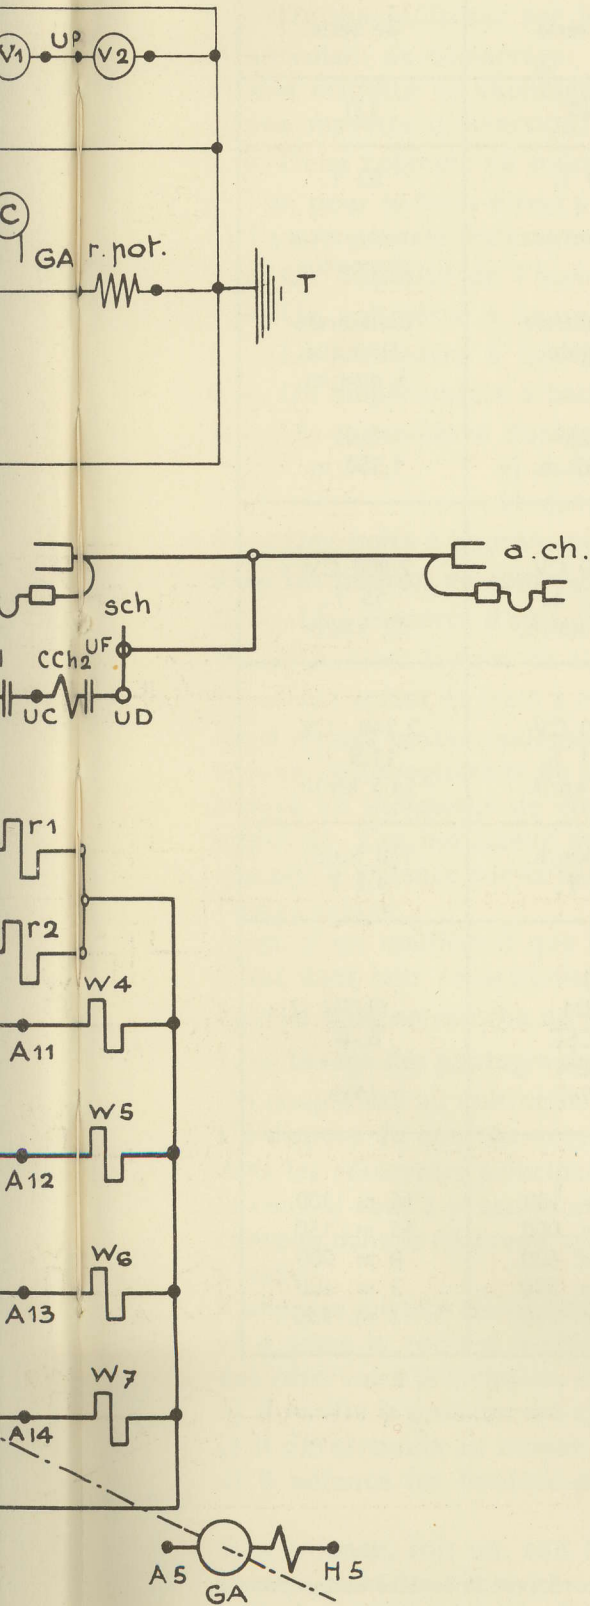 V1 UP V2
C
GA r.pot.
T
a.ch.
sch
UF
CCh2
UC UD
r1
r2
W4
A11
W5
A12
W6
A13
W7
A14
A5 GA H5